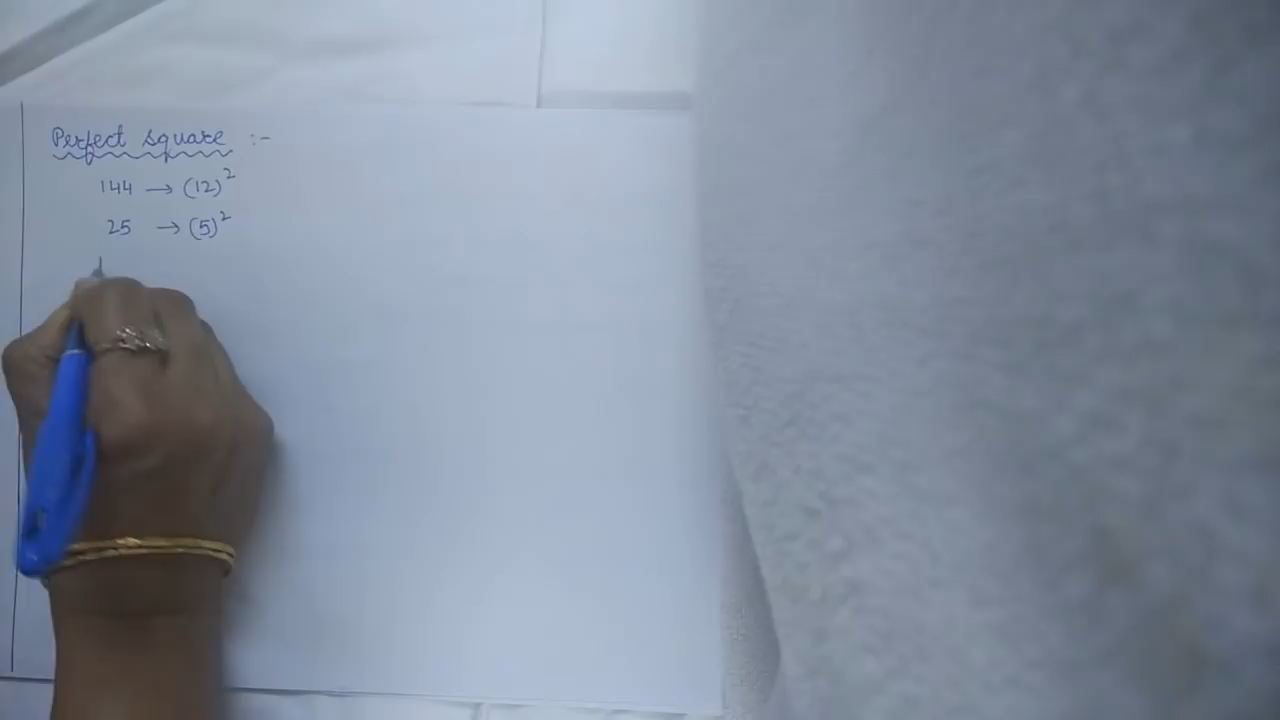 Perfect square :-
144 → (12)²
25 → (5)²